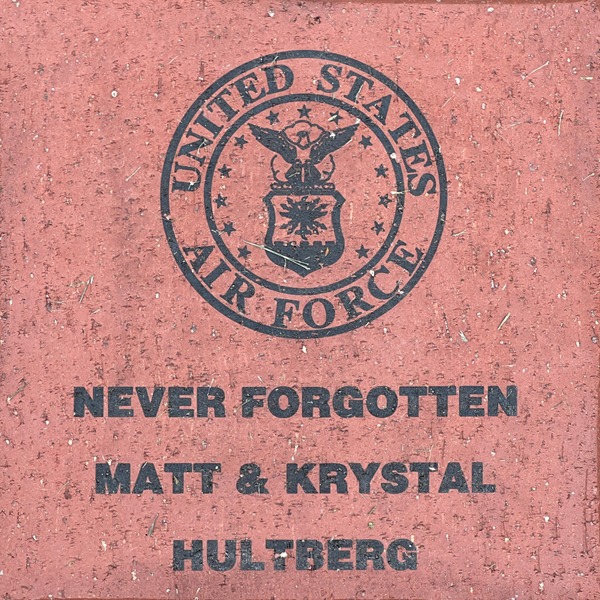 UNITED STATES
AIR FORCE
NEVER FORGOTTEN
MATT & KRYSTAL
HULTBERG